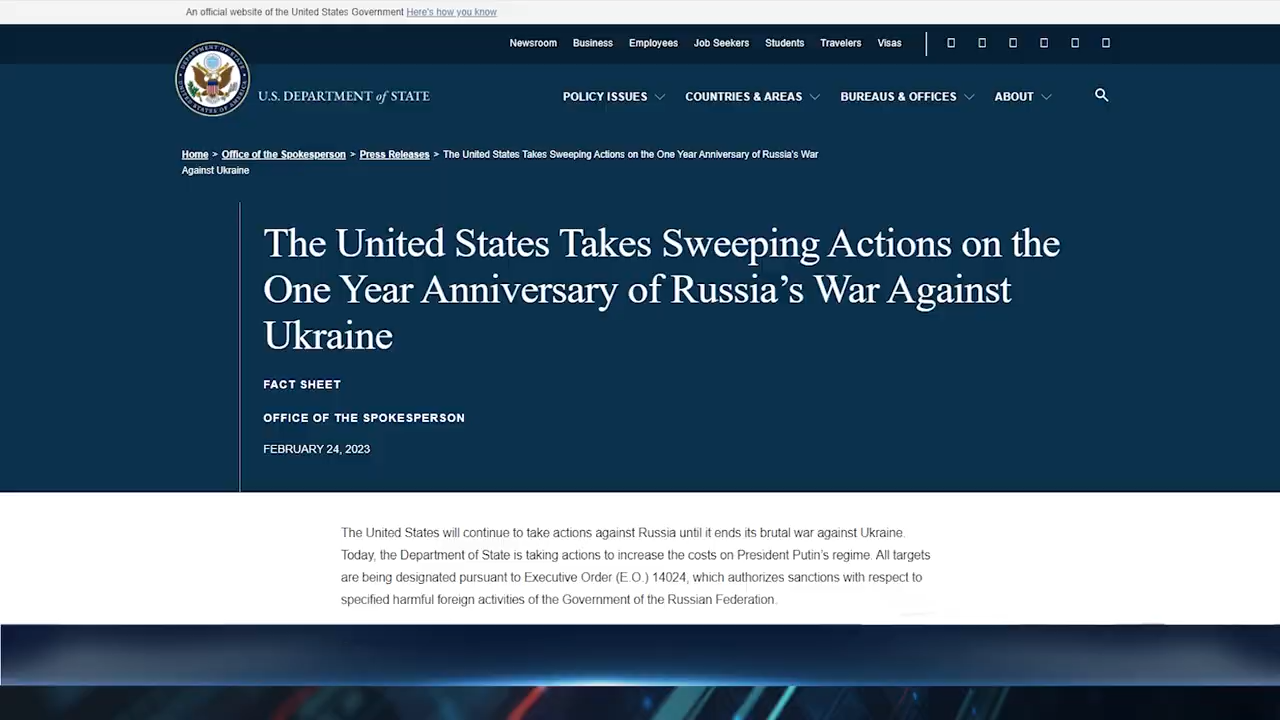 An official website of the United States Government Here's how you know
Newsroom Business Employees Job Seekers Students Travelers Visas
U.S. DEPARTMENT of STATE
POLICY ISSUES COUNTRIES & AREAS BUREAUS & OFFICES ABOUT
Home > Office of the Spokesperson > Press Releases > The United States Takes Sweeping Actions on the One Year Anniversary of Russia's War
Against Ukraine
The United States Takes Sweeping Actions on the
One Year Anniversary of Russia’s War Against
Ukraine
FACT SHEET
OFFICE OF THE SPOKESPERSON
FEBRUARY 24, 2023
The United States will continue to take actions against Russia until it ends its brutal war against Ukraine.
Today, the Department of State is taking actions to increase the costs on President Putin’s regime. All targets
are being designated pursuant to Executive Order (E.O.) 14024, which authorizes sanctions with respect to
specified harmful foreign activities of the Government of the Russian Federation.